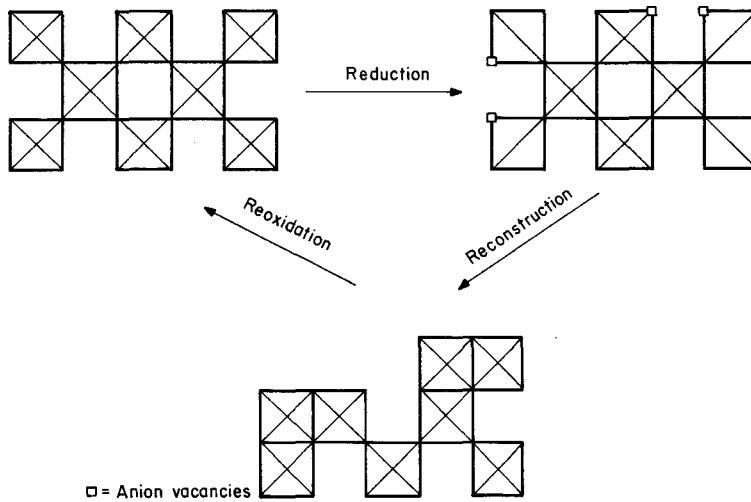 Reduction
Reoxidation
Reconstruction
□ = Anion vacancies